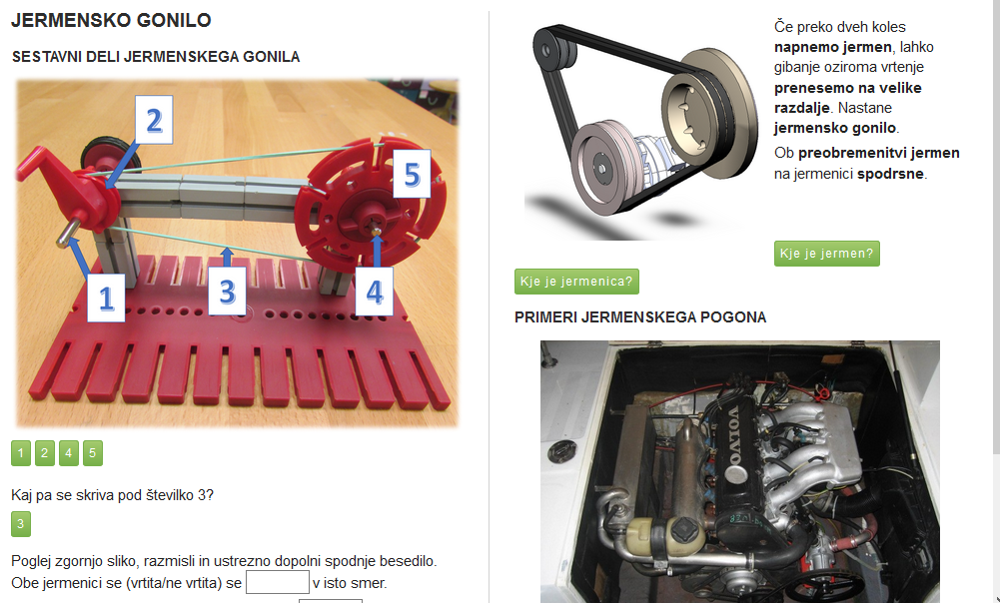 JERMENSKO GONILO
SESTAVNI DELI JERMENSKEGA GONILA
2
5
1
3
4
1 2 4 5
Kaj pa se skriva pod številko 3?
3
Poglej zgornjo sliko, razmisli in ustrezno dopolni spodnje besedilo.
Obe jermenici se (vrtita/ne vrtita) se v isto smer.
Če preko dveh koles
napnemo jermen, lahko
gibanje oziroma vrtenje
prenesemo na velike
razdalje. Nastane
jermensko gonilo.
Ob preobremenitvi jermen
na jermenici spodrsne.
Kje je jermen?
Kje je jermenica?
PRIMERI JERMENSKEGA POGONA
VOLVO